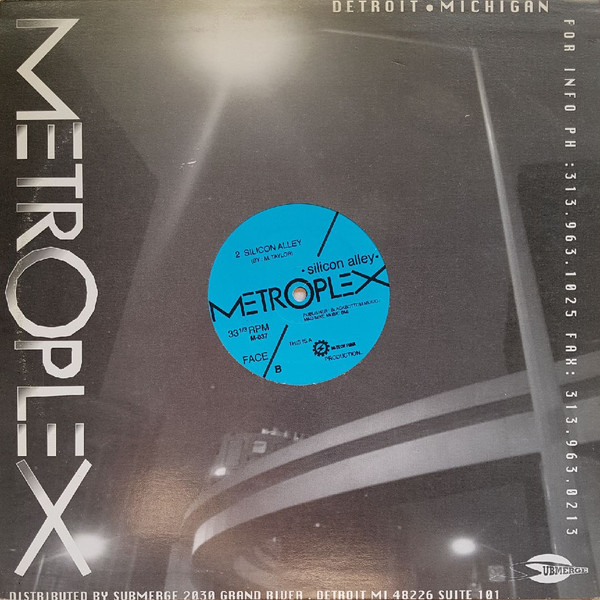 DETROIT • MICHIGAN
METROPLEX
FOR INFO PH :313.963.1025 FAX: 313.963.0213
2 SILICON ALLEY
(BY : M. TAYLOR)
• silicon alley •
METROPLEX
33 1/3 RPM
M-037
FACE
B
THIS IS A
PRODUCTION..
SUBMERGE
DISTRIBUTED BY SUBMERGE 2030 GRAND RIVER . DETROIT MI 48226 SUITE 101